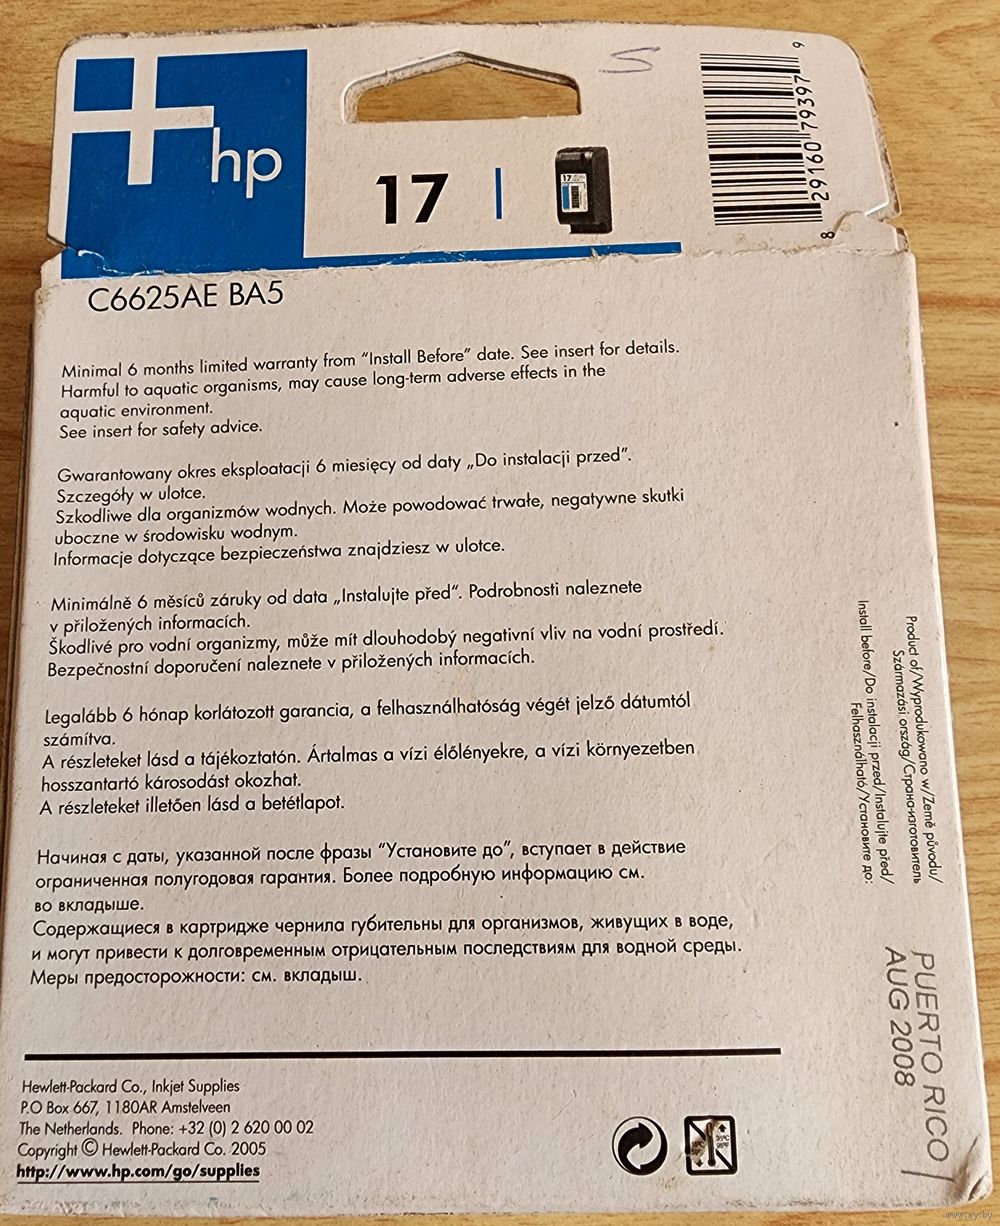 hp
17
17
S
8 29160 79397 9
C6625AE BA5
Minimal 6 months limited warranty from “Install Before” date. See insert for details.
Harmful to aquatic organisms, may cause long-term adverse effects in the
aquatic environment.
See insert for safety advice.
Gwarantowany okres eksploatacji 6 miesięcy od daty „Do instalacji przed”.
Szczegóły w ulotce.
Szkodliwe dla organizmów wodnych. Może powodować trwałe, negatywne skutki
uboczne w środowisku wodnym.
Informacje dotyczące bezpieczeństwa znajdziesz w ulotce.
Minimálně 6 měsíců záruky od data „Instalujte před“. Podrobnosti naleznete
v přiložených informacích.
Škodlivé pro vodní organizmy, může mít dlouhodobý negativní vliv na vodní prostředí.
Bezpečnostní doporučení naleznete v přiložených informacích.
Legalább 6 hónap korlátozott garancia, a felhasználhatóság végét jelző dátumtól
számítva.
A részleteket lásd a tájékoztatón. Ártalmas a vízi élőlényekre, a vízi környezetben
hosszantartó károsodást okozhat.
A részleteket illetően lásd a betétlapot.
Начиная с даты, указанной после фразы “Установите до”, вступает в действие
ограниченная полугодовая гарантия. Более подробную информацию см.
во вкладыше.
Содержащиеся в картридже чернила губительны для организмов, живущих в воде,
и могут привести к долговременным отрицательным последствиям для водной среды.
Меры предосторожности: см. вкладыш.
Product of/Wyprodukowano w/Země původu/
Származási ország/Страна-изготовитель
Install before/Do instalacji przed/Instalujte před/
Felhasználható/Установите до:
PUERTO RICO
AUG 2008
Hewlett-Packard Co., Inkjet Supplies
P.O Box 667, 1180AR Amstelveen
The Netherlands. Phone: +32 (0) 2 620 00 02
Copyright © Hewlett-Packard Co. 2005
http://www.hp.com/go/supplies
35°C
95°F
www.ay.by